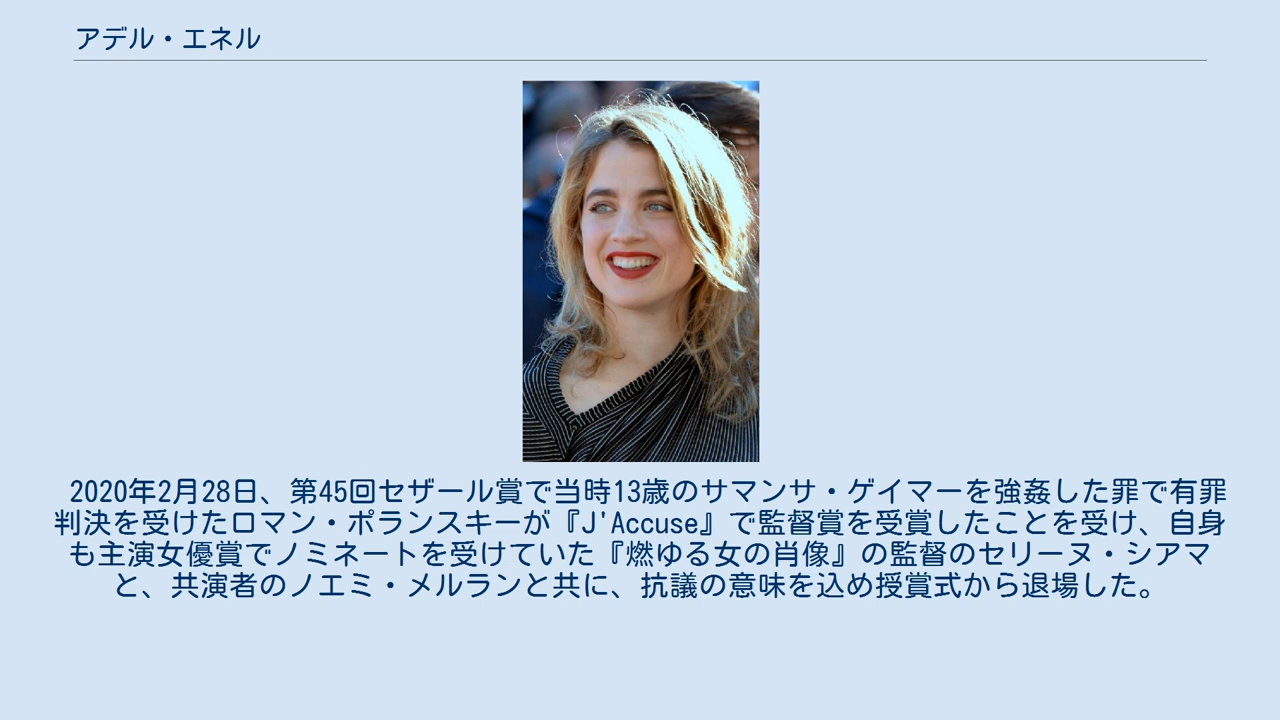 アデル・エネル
2020年2月28日、第45回セザール賞で当時13歳のサマンサ・ゲイマーを強姦した罪で有罪
判決を受けたロマン・ポランスキーが『J'Accuse』で監督賞を受賞したことを受け、自身
も主演女優賞でノミネートを受けていた『燃ゆる女の肖像』の監督のセリーヌ・シアマ
と、共演者のノエミ・メルランと共に、抗議の意味を込め授賞式から退場した。